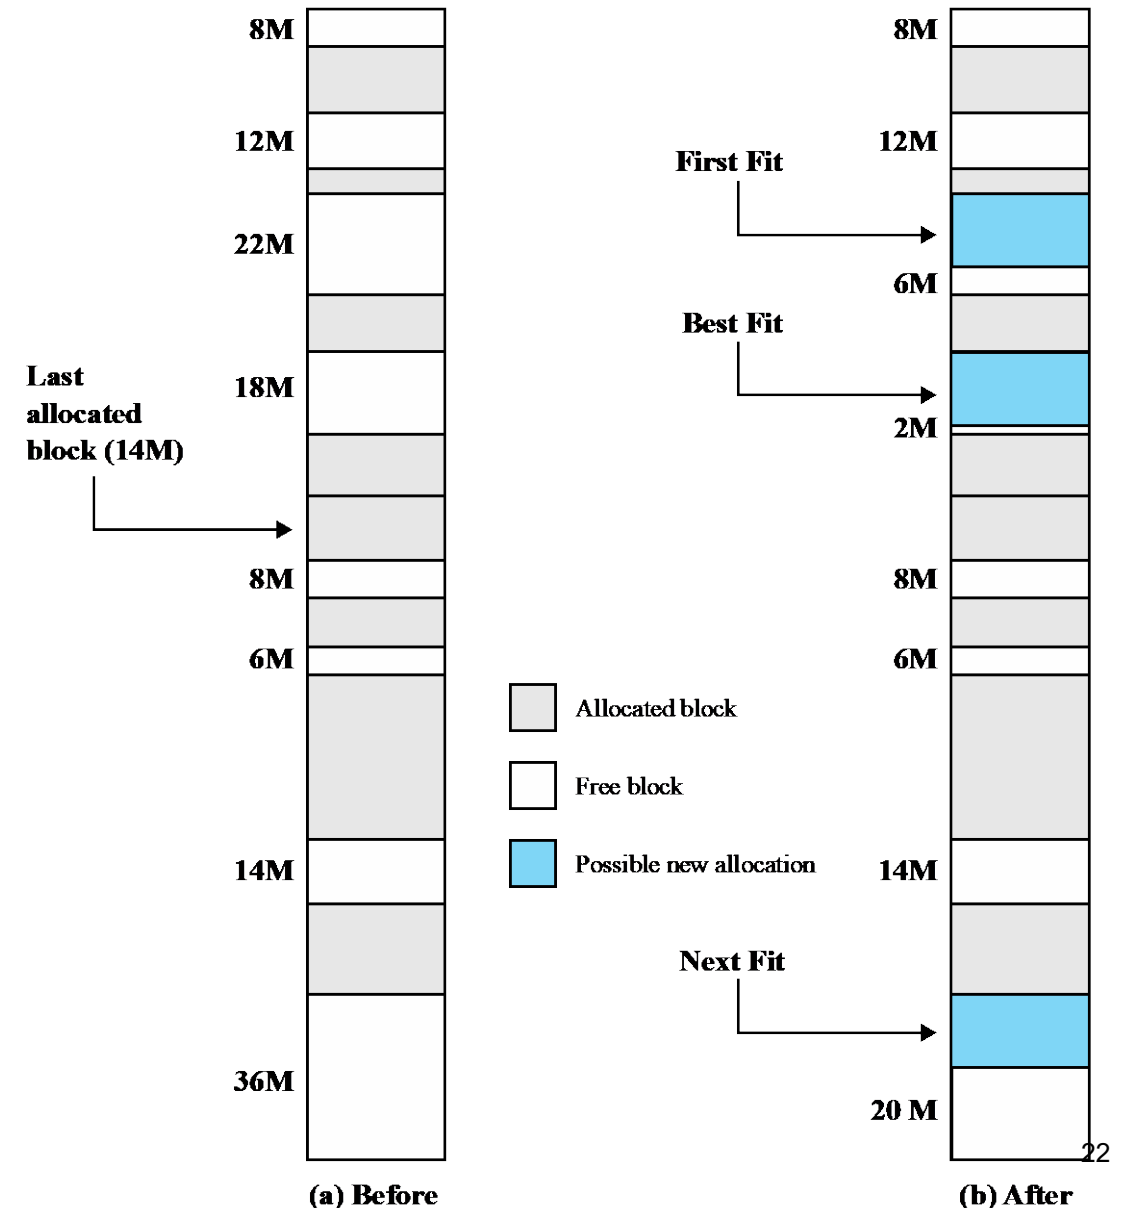 8M
12M
22M
18M
Last
allocated
block (14M)
8M
6M
14M
36M
(a) Before
Allocated block
Free block
Possible new allocation
8M
12M
First Fit
6M
Best Fit
2M
8M
6M
14M
Next Fit
20 M
22
(b) After